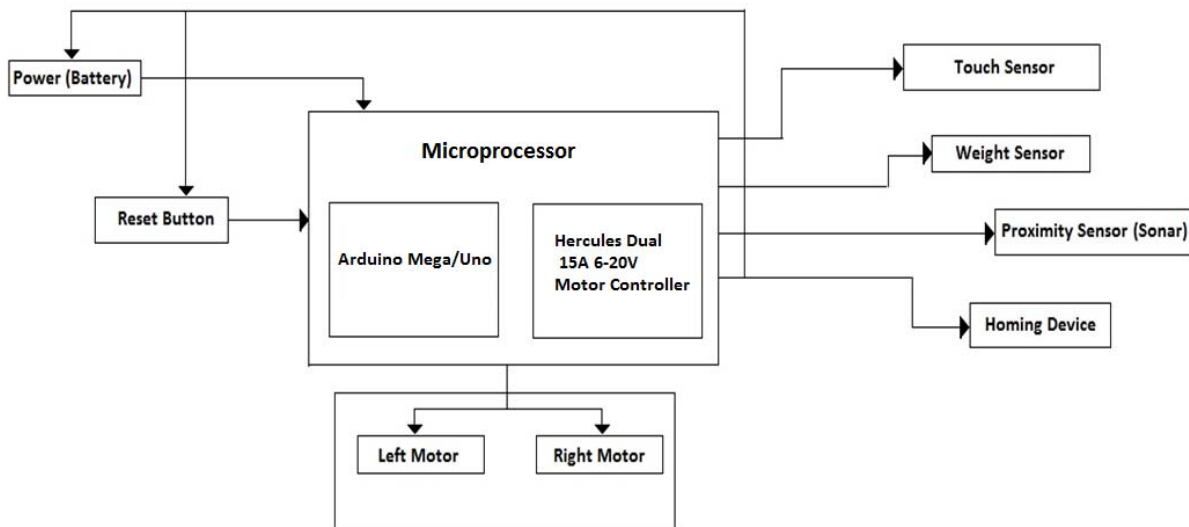 Power (Battery)
Touch Sensor
Microprocessor
Weight Sensor
Reset Button
Arduino Mega/Uno
Hercules Dual
15A 6-20V
Motor Controller
Proximity Sensor (Sonar)
Homing Device
Left Motor
Right Motor